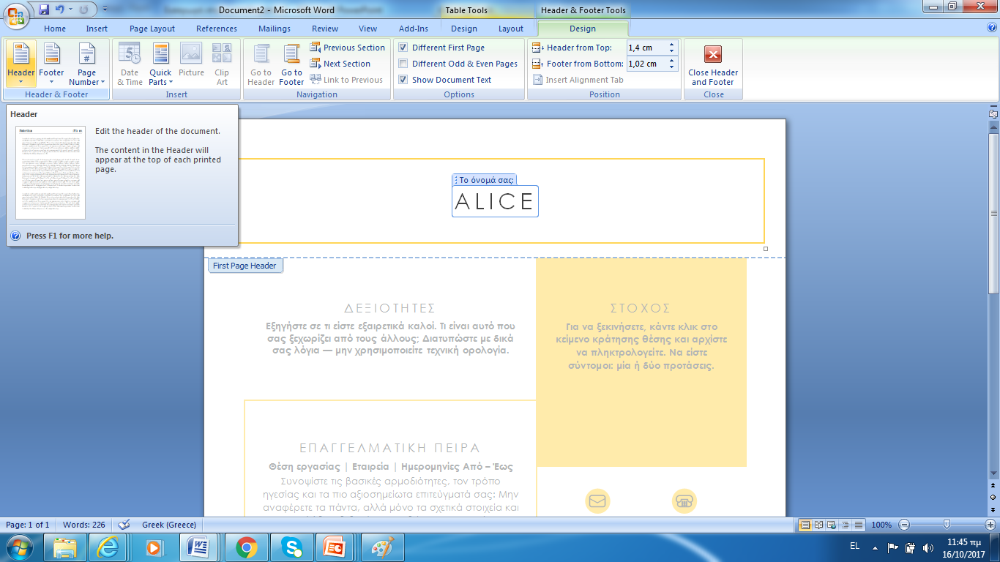 Document2 - Microsoft Word
Table Tools
Header & Footer Tools
Home
Insert
Page Layout
References
Mailings
Review
View
Add-Ins
Design
Layout
Design
Header
Footer
Page
Number
Header & Footer
Date
& Time
Quick
Parts
Picture
Clip
Art
Insert
Go to
Header
Go to
Footer
Previous Section
Next Section
Link to Previous
Navigation
Different First Page
Different Odd & Even Pages
Show Document Text
Options
Header from Top: 1,4 cm
Footer from Bottom: 1,02 cm
Insert Alignment Tab
Position
Close Header
and Footer
Close
Header
Edit the header of the document.
The content in the Header will
appear at the top of each printed
page.
Press F1 for more help.
Το όνομά σας:
ALICE
First Page Header
ΔΕΞΙΟΤΗΤΕΣ
Εξηγήστε σε τι είστε εξαιρετικά καλοί. Τι είναι αυτό που
σας ξεχωρίζει από τους άλλους; Διατυπώστε με δικά
σας λόγια — μην χρησιμοποιείτε τεχνική ορολογία.
ΣΤΟΧΟΣ
Για να ξεκινήσετε, κάντε κλικ στο
κείμενο κράτησης θέσης και αρχίστε
να πληκτρολογείτε. Να είστε
σύντομοι: μία ή δύο προτάσεις.
ΕΠΑΓΓΕΛΜΑΤΙΚΗ ΠΕΙΡΑ
Θέση εργασίας | Εταιρεία | Ημερομηνίες Από – Έως
Συνοψίστε τις βασικές αρμοδιότητες, τον τρόπο
ηγεσίας και τα πιο αξιοσημείωτα επιτεύγματά σας: Μην
αναφέρετε τα πάντα, αλλά μόνο τα σχετικά στοιχεία και
Page: 1 of 1
Words: 226
Greek (Greece)
100%
EL
11:45 πμ
16/10/2017